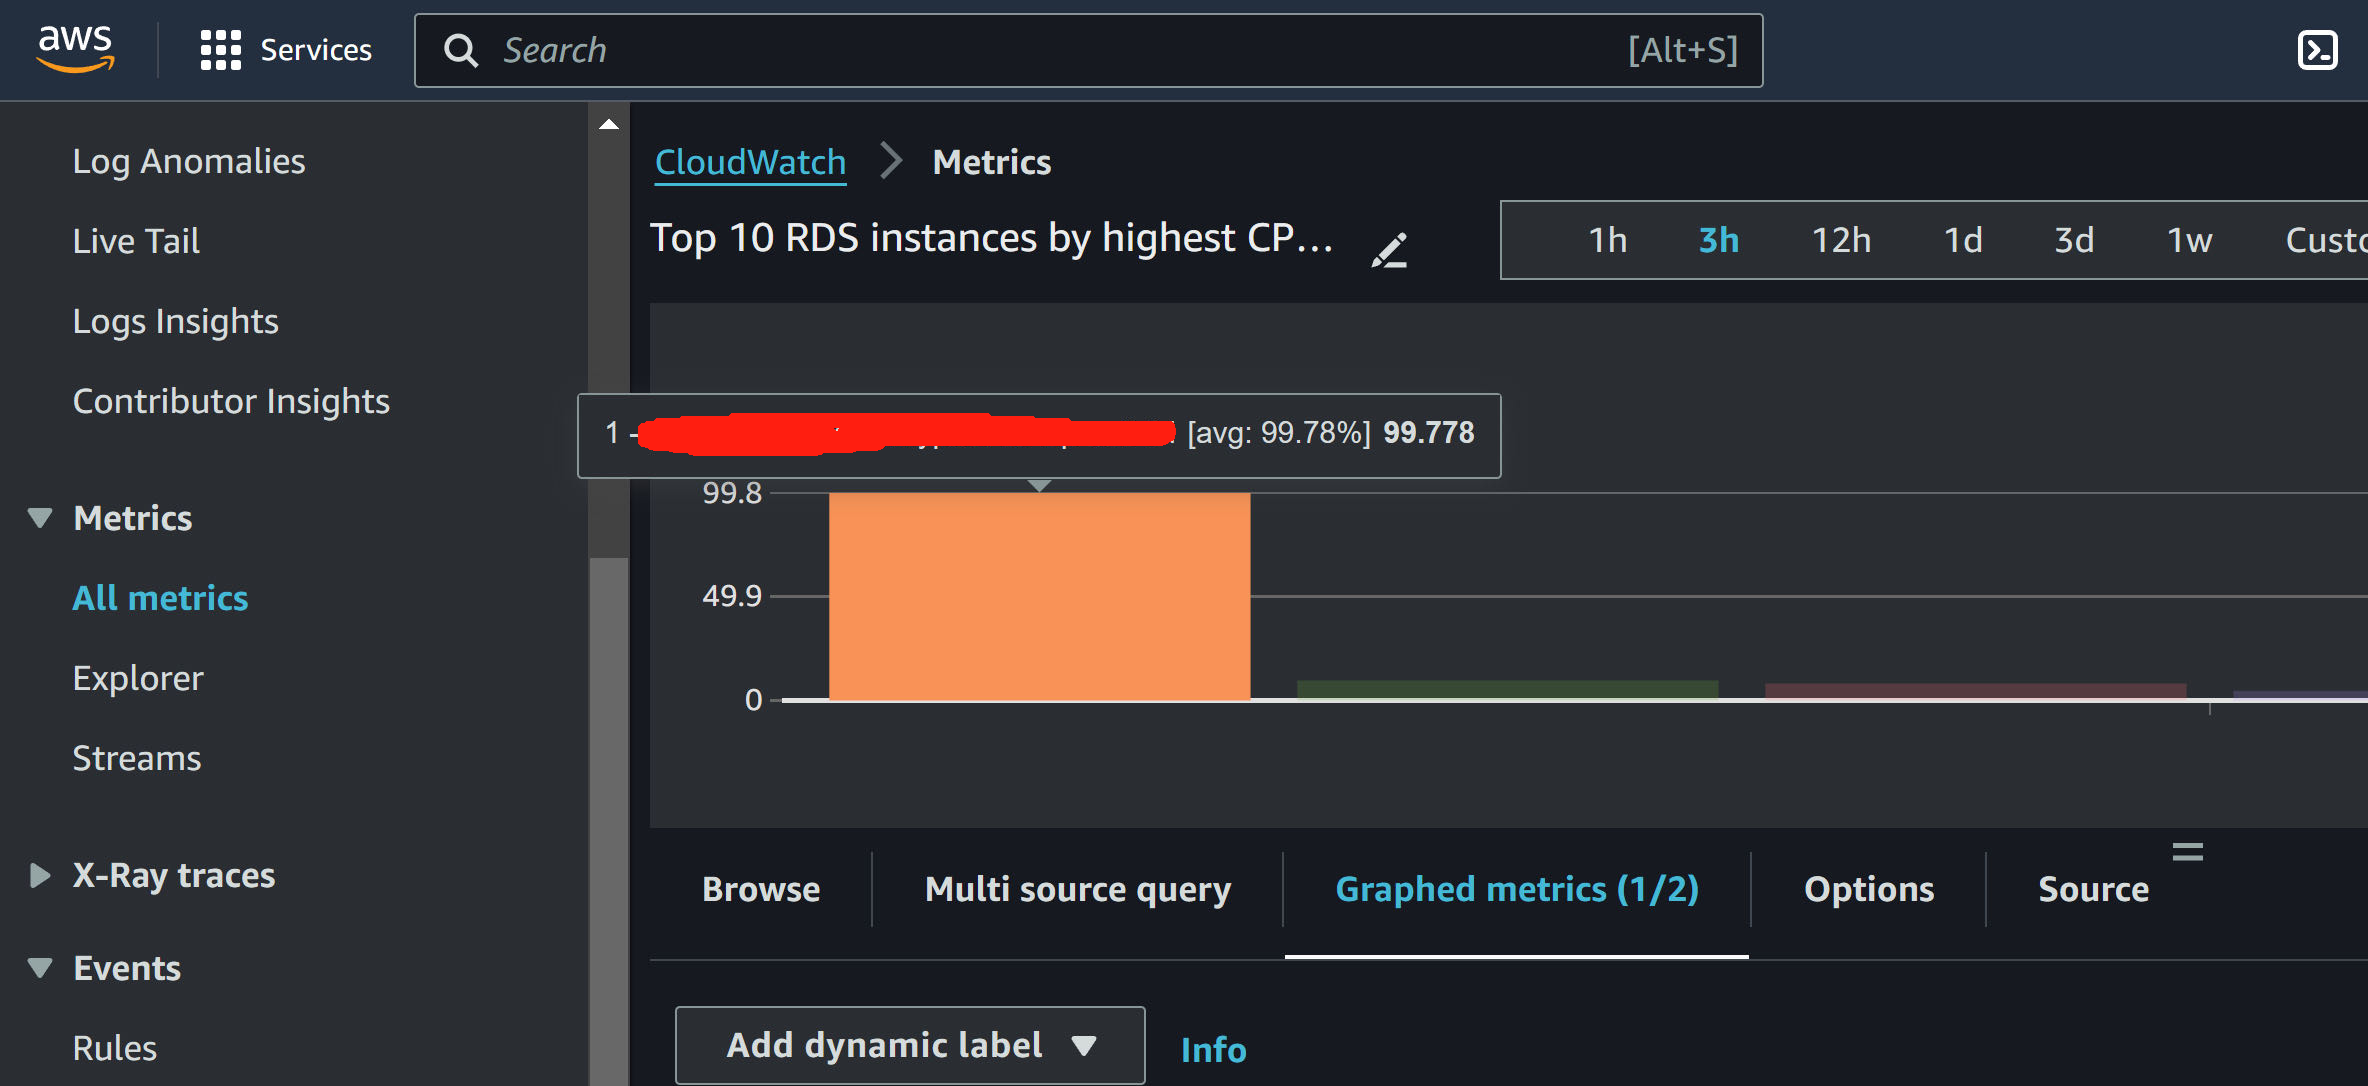 aws
Services
Search
[Alt+S]
Log Anomalies
Live Tail
Logs Insights
Contributor Insights
Metrics
All metrics
Explorer
Streams
X-Ray traces
Events
Rules
CloudWatch
Metrics
Top 10 RDS instances by highest CP...
1h 3h 12h 1d 3d 1w
1 - [avg: 99.78%] 99.778
99.8
49.9
0
Browse
Multi source query
Graphed metrics (1/2)
Options
Source
Add dynamic label
Info